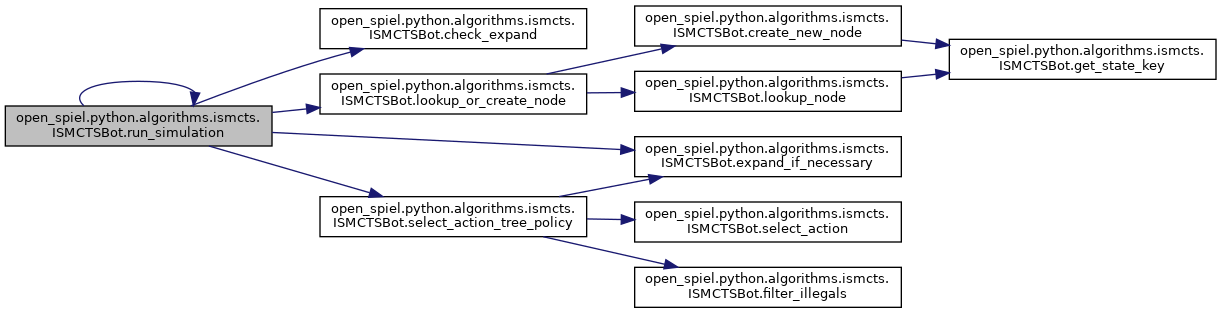 open_spiel.python.algorithms.ismcts.
ISMCTSBot.run_simulation
open_spiel.python.algorithms.ismcts.
ISMCTSBot.check_expand
open_spiel.python.algorithms.ismcts.
ISMCTSBot.lookup_or_create_node
open_spiel.python.algorithms.ismcts.
ISMCTSBot.select_action_tree_policy
open_spiel.python.algorithms.ismcts.
ISMCTSBot.create_new_node
open_spiel.python.algorithms.ismcts.
ISMCTSBot.lookup_node
open_spiel.python.algorithms.ismcts.
ISMCTSBot.expand_if_necessary
open_spiel.python.algorithms.ismcts.
ISMCTSBot.select_action
open_spiel.python.algorithms.ismcts.
ISMCTSBot.filter_illegals
open_spiel.python.algorithms.ismcts.
ISMCTSBot.get_state_key